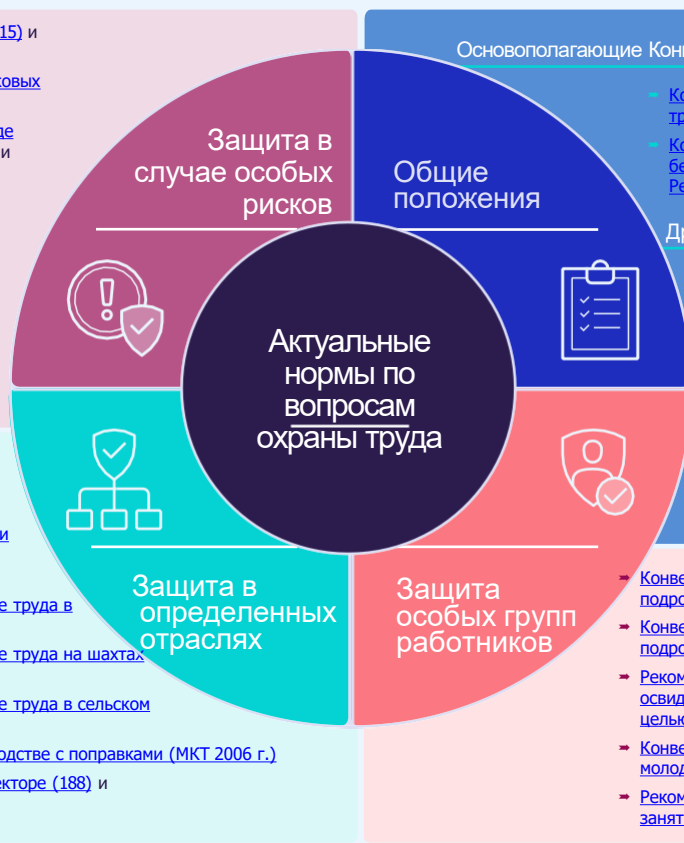 15) и
ковых
де
и
Основополагающие Кон
Ко
тр
Ко
бе
Ре
Др
Защита в
случае особых
рисков
Общие
положения
Актуальные
нормы по
вопросам
охраны труда
Защита в
определенных
отраслях
Защита
особых групп
работников
и
е труда в
е труда на шахтах
е труда в сельском
одстве с поправками (МКТ 2006 г.)
екторе (188) и
Конве
подро
Конве
подро
Реком
освид
целью
Конве
молод
Реком
занят